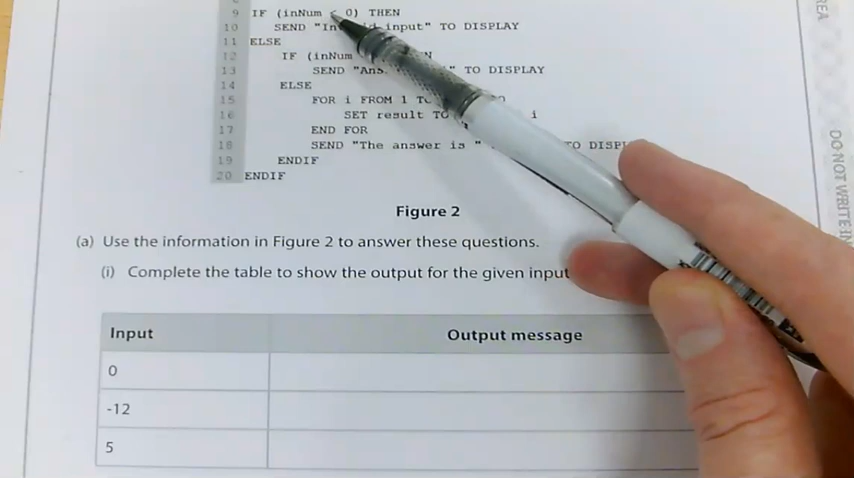 9 IF (inNum < 0) THEN
10 SEND "In id input" TO DISPLAY
11 ELSE
12 IF (inNum N
13 SEND "Ans " TO DISPLAY
14 ELSE
15 FOR i FROM 1 TO O
16 SET result TO i
17 END FOR
18 SEND "The answer is " TO DISPL
19 ENDIF
20 ENDIF
Figure 2
(a) Use the information in Figure 2 to answer these questions.
(i) Complete the table to show the output for the given input
Input Output message
0
-12
5
REA
DO NOT WRITE IN